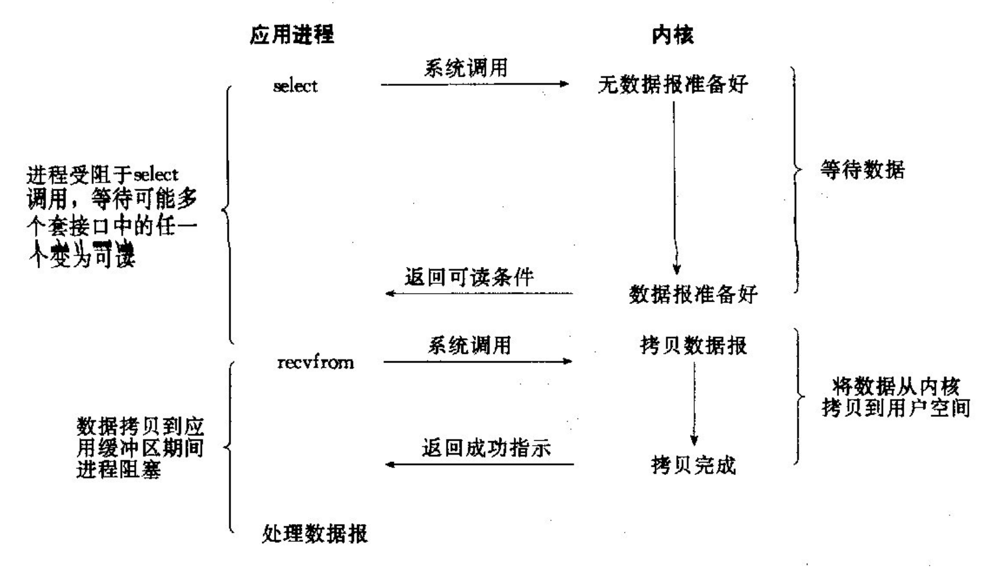 应用进程
内核
select
系统调用
无数据报准备好
进程受阻于select
调用，等待可能多
个套接口中的任一
个变为可读
等待数据
返回可读条件
数据报准备好
recvfrom
系统调用
拷贝数据报
数据拷贝到应
用缓冲区期间
进程阻塞
将数据从内核
拷贝到用户空间
返回成功指示
拷贝完成
处理数据报